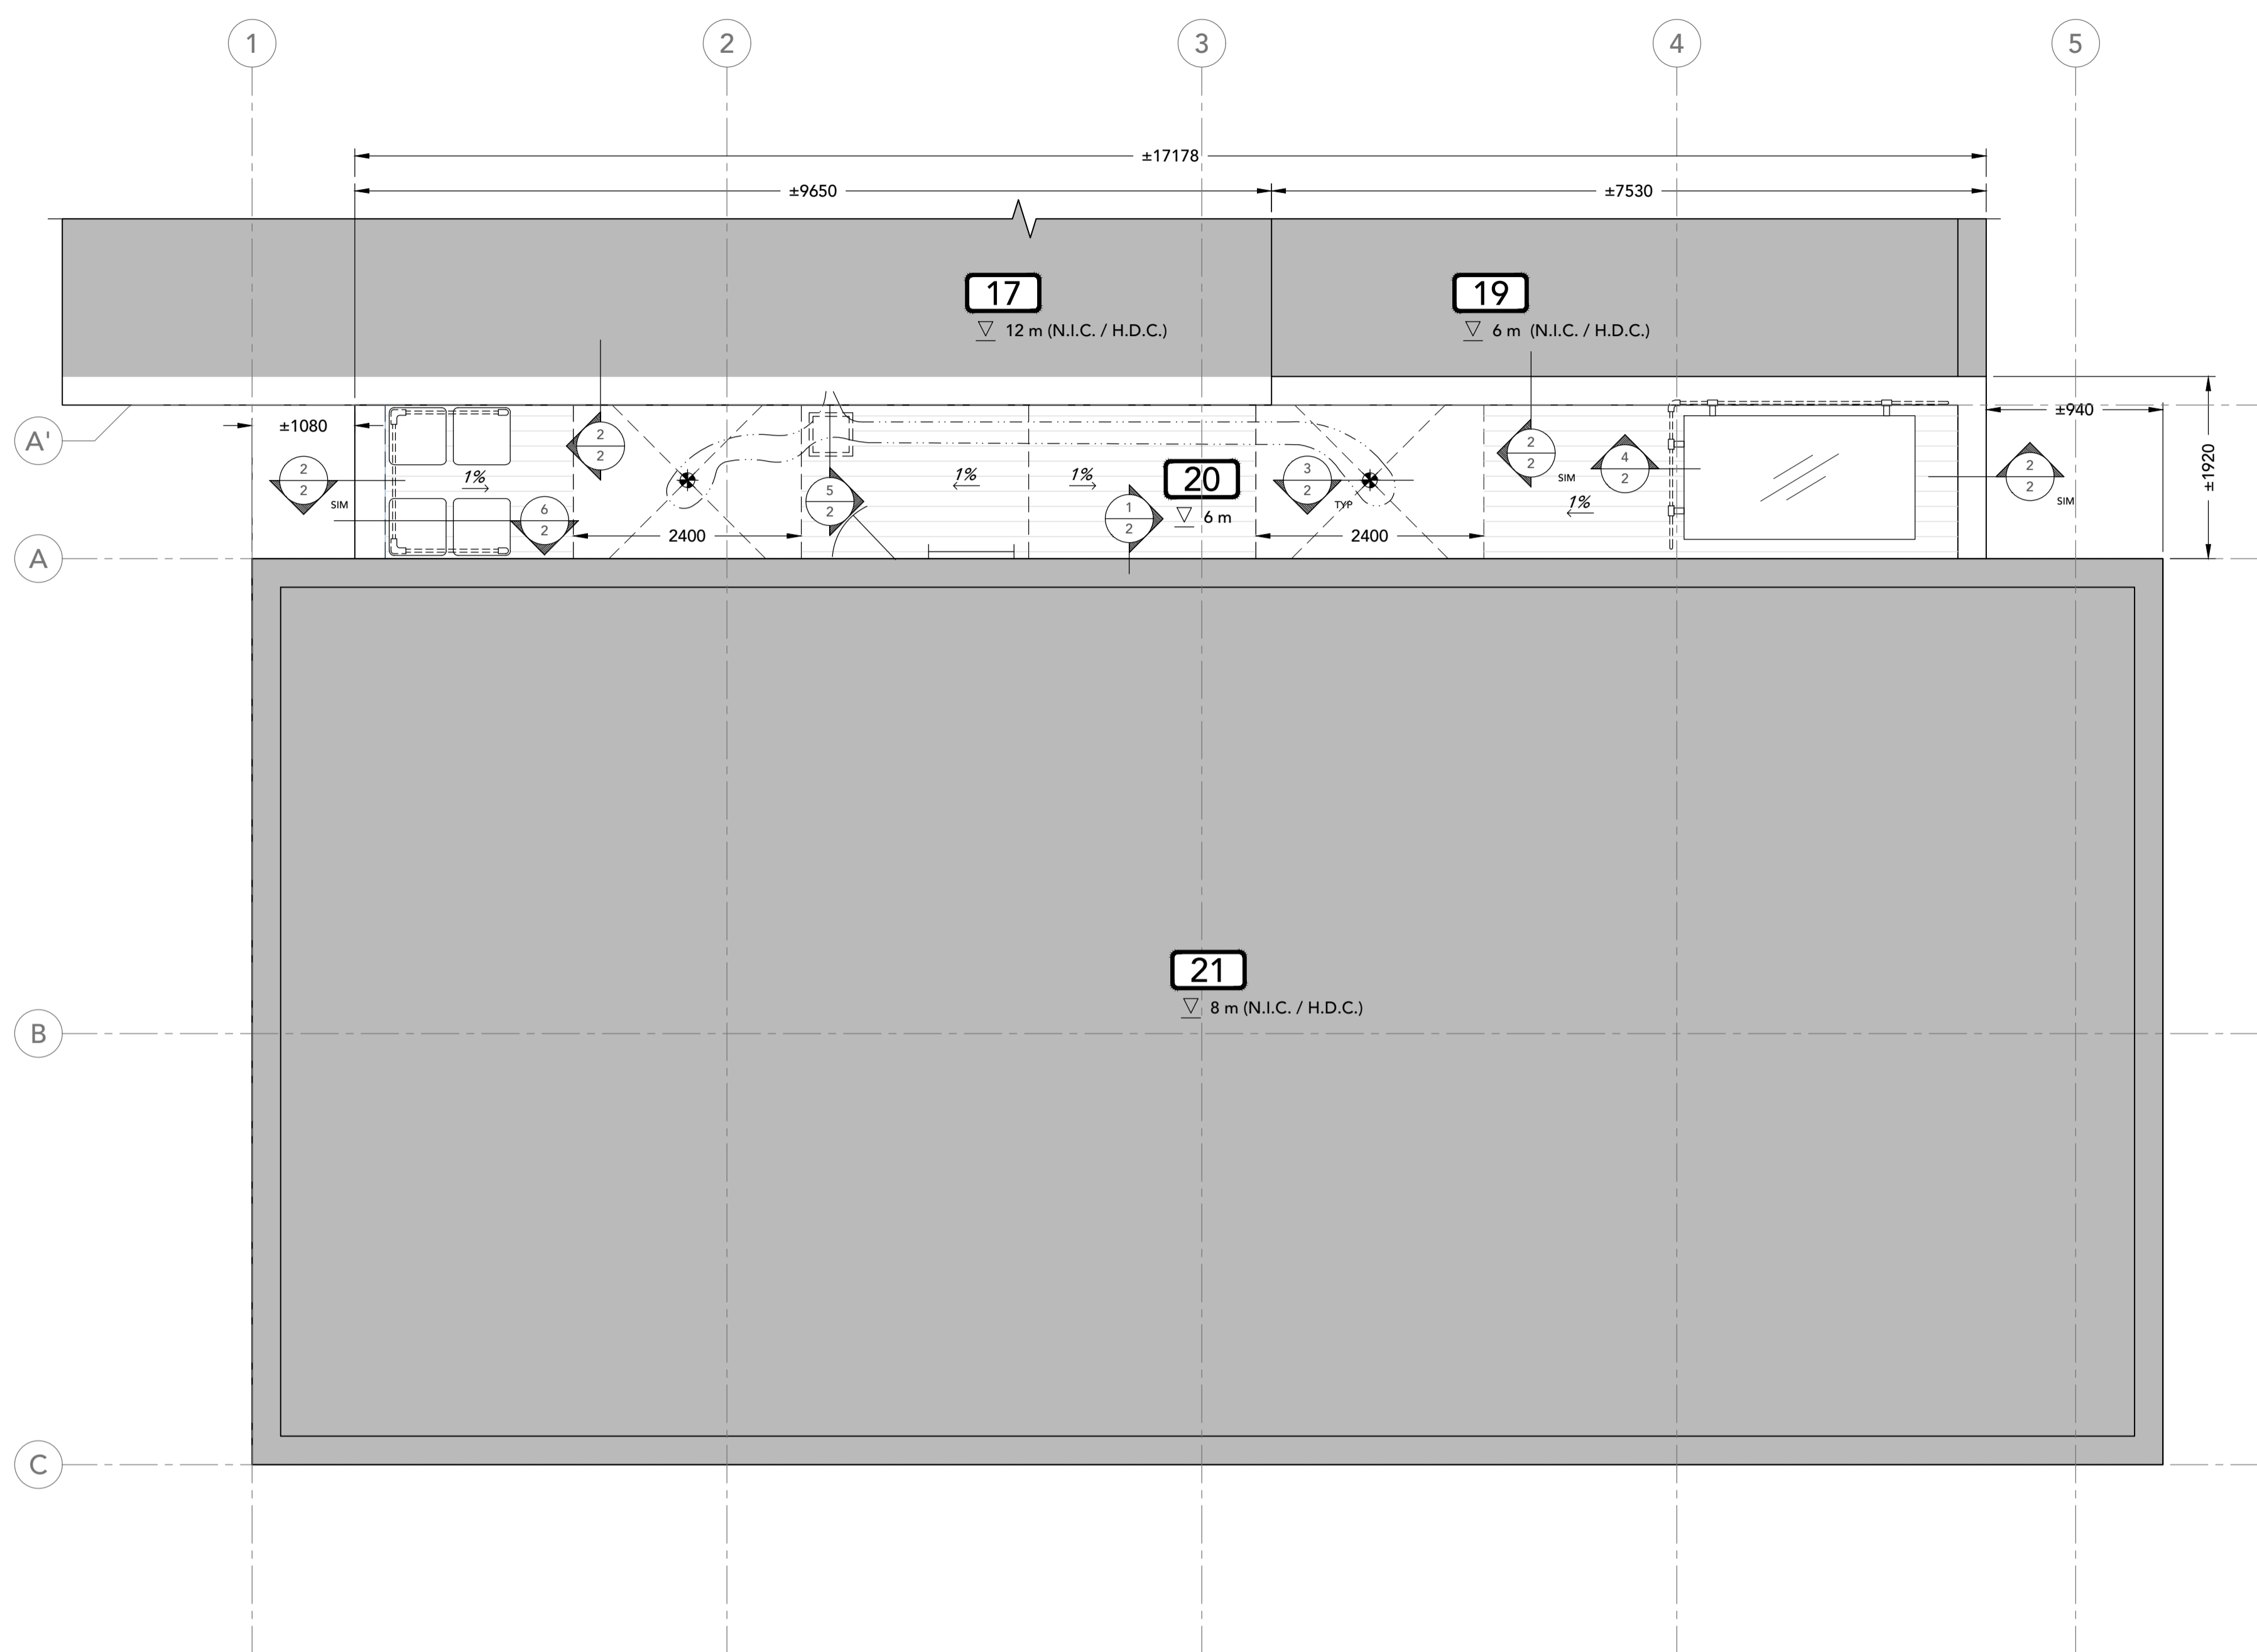 1 2 3 4 5
±17178
±9650 ±7530
17 19
12 m (N.I.C. / H.D.C.) 6 m (N.I.C. / H.D.C.)
±940
±1080
A'
2
2
2
2
SIM
4
2
2
2
SIM
2
2
SIM
±1920
1%
1%
1%
20
6 m
3
2
TYP
5
2
1
2
6
2
1%
2400 2400
A
21
8 m (N.I.C. / H.D.C.)
B
C